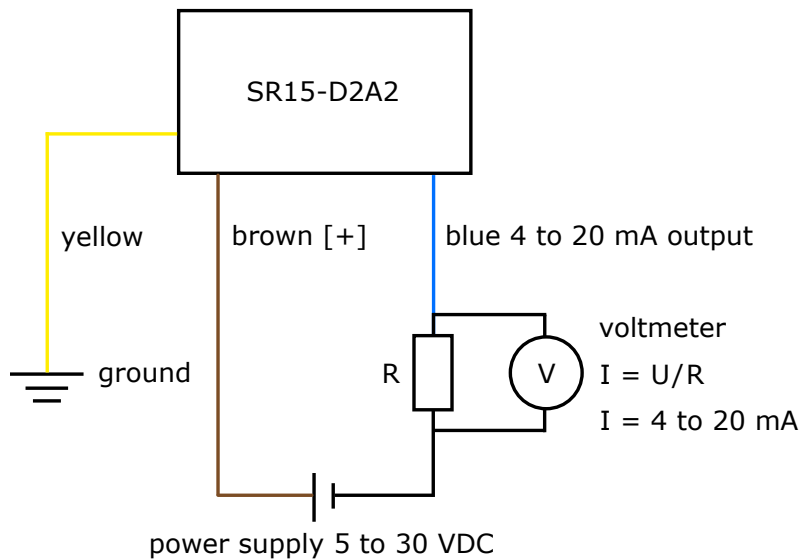 SR15-D2A2
yellow
brown [+]
blue 4 to 20 mA output
voltmeter
ground
R
V
I = U/R
I = 4 to 20 mA
power supply 5 to 30 VDC